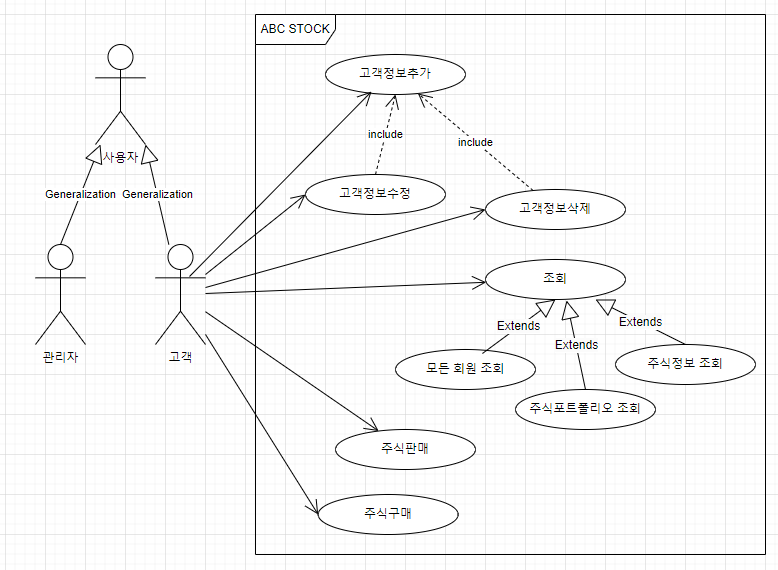 ABC STOCK
고객정보추가
사용자
include
include
Generalization
Generalization
고객정보수정
고객정보삭제
조회
관리자
고객
Extends
Extends
Extends
모든 회원 조회
주식정보 조회
주식포트폴리오 조회
주식판매
주식구매